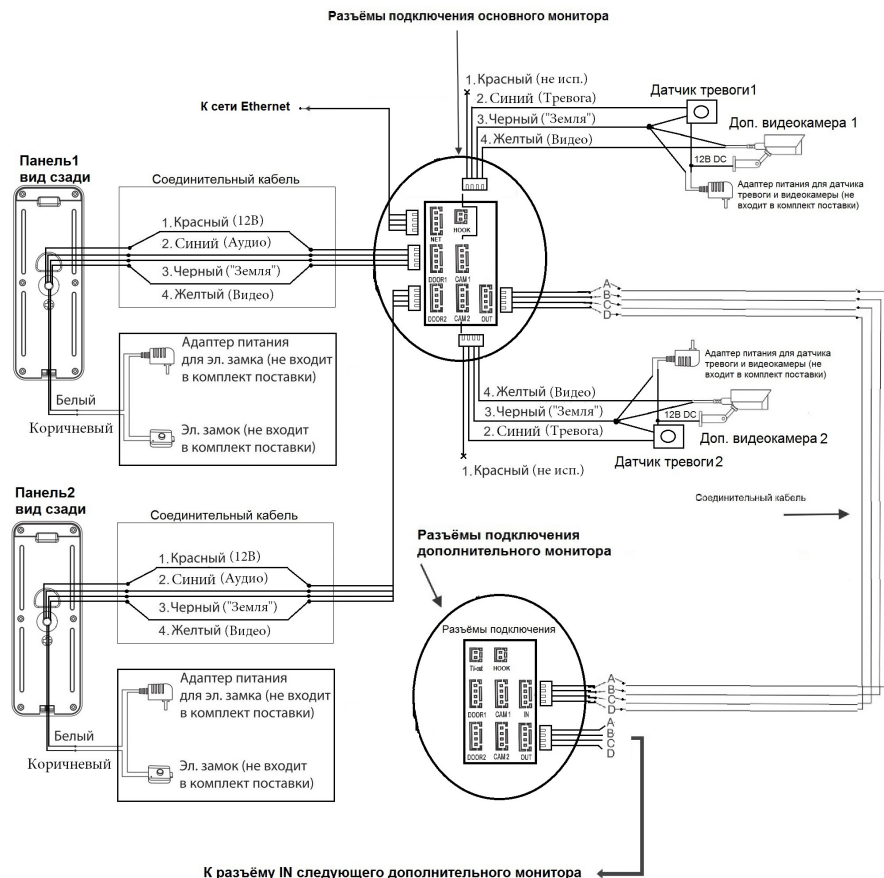 Разъёмы подключения основного монитора
1. Красный (не исп.)
2. Синий (Тревога)
3. Черный ("Земля")
4. Желтый (Видео)
Датчик тревоги1
Доп. видеокамера 1
12В DC
Адаптер питания для датчика
тревоги и видеокамеры (не
входит в комплект поставки)
К сети Ethernet
Панель1
вид сзади
Соединительный кабель
1. Красный (12В)
2. Синий (Аудио)
3. Черный ("Земля")
4. Желтый (Видео)
NET
HOOK
DOOR1
CAM 1
DOOR2
CAM 2
OUT
A
B
C
D
A
B
C
D
Адаптер питания
для эл. замка (не входит
в комплект поставки)
Белый
Коричневый
Эл. замок (не входит
в комплект поставки)
Адаптер питания для датчика
тревоги и видеокамеры (не
входит в комплект поставки)
4. Желтый (Видео)
3. Черный ("Земля")
2. Синий (Тревога)
1. Красный (не исп.)
12В DC
Доп. видеокамера 2
Датчик тревоги2
Соединительный кабель
Панель2
вид сзади
Соединительный кабель
1. Красный (12В)
2. Синий (Аудио)
3. Черный ("Земля")
4. Желтый (Видео)
Разъёмы подключения
дополнительного монитора
Разъёмы подключения
HOOK
DOOR1
CAM 1
IN
DOOR2
CAM 2
OUT
A
B
C
D
A
B
C
D
A
B
C
D
Адаптер питания
для эл. замка (не входит
в комплект поставки)
Белый
Коричневый
Эл. замок (не входит
в комплект поставки)
К разъёму IN следующего дополнительного монитора